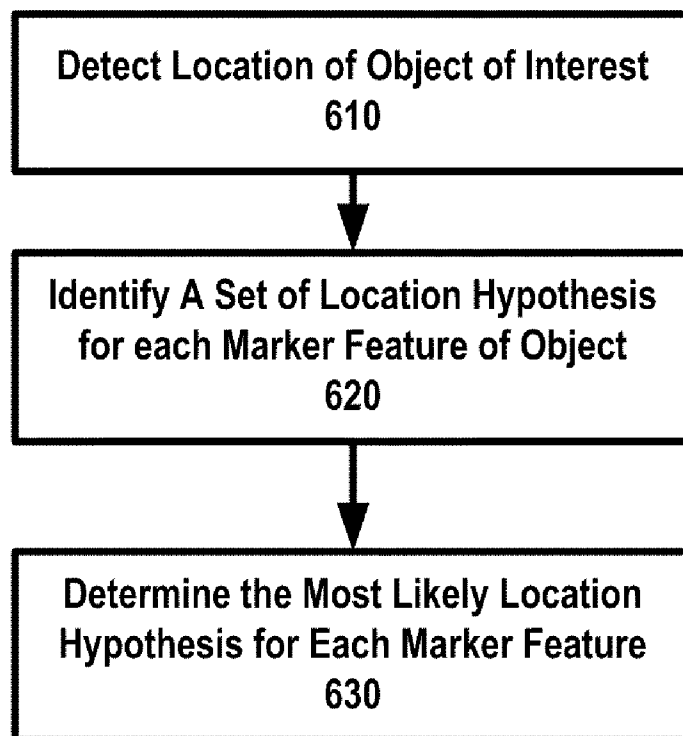 Detect Location of Object of Interest
610
Identify A Set of Location Hypothesis
for each Marker Feature of Object
620
Determine the Most Likely Location
Hypothesis for Each Marker Feature
630